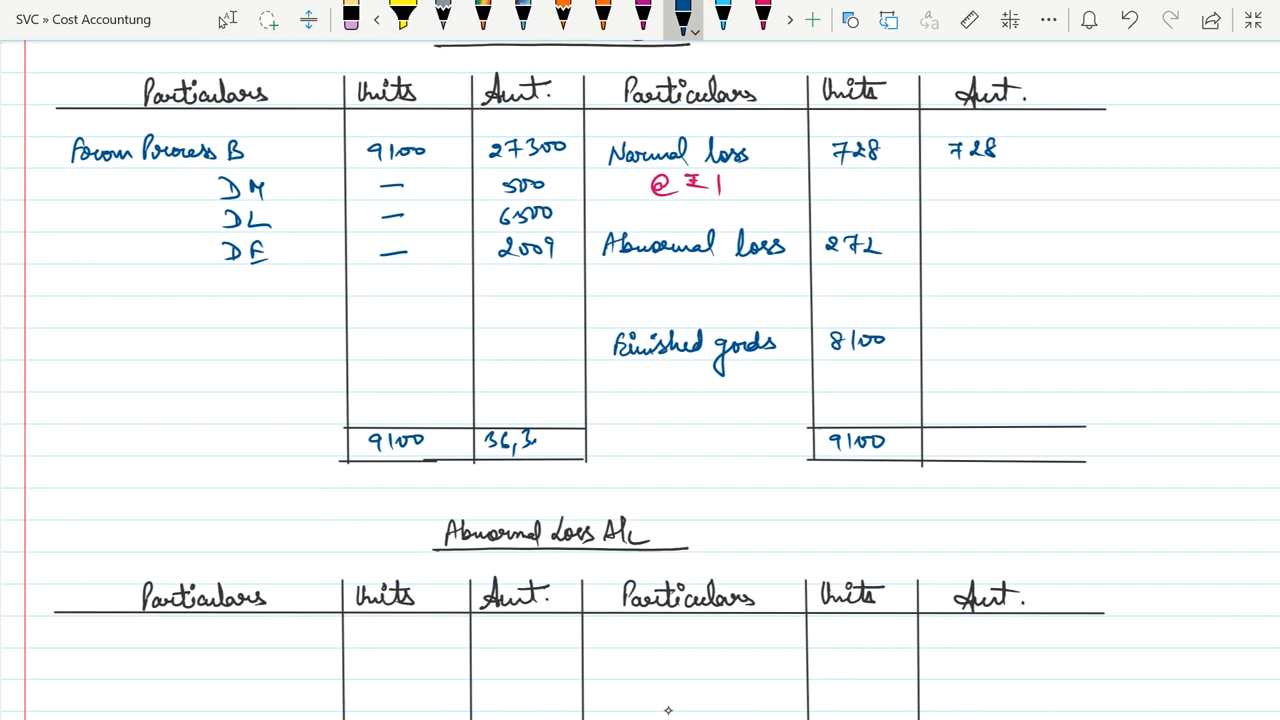 SVC » Cost Accountung
Particulars Units Amt. Particulars Units Amt.
From Process B 9100 27300 Normal loss 728 728
DM — 500 @ ₹ 1
DL — 6500
DE — 2009 Abnormal loss 272
Finished goods 8100
9100 36,3 9100
Abnormal Loss A/c
Particulars Units Amt. Particulars Units Amt.